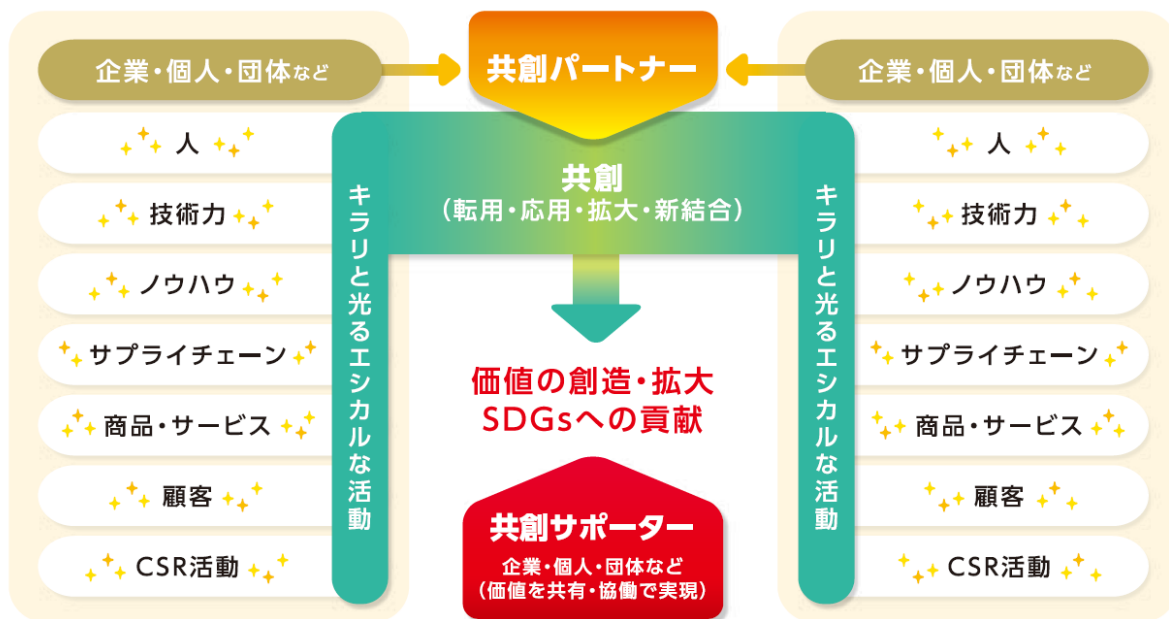 企業・個人・団体など
人
技術力
ノウハウ
サプライチェーン
商品・サービス
顧客
CSR活動
キラリと光るエシカルな活動
共創パートナー
共創
（転用・応用・拡大・新結合）
価値の創造・拡大
SDGsへの貢献
共創サポーター
企業・個人・団体など
（価値を共有・協働で実現）
キラリと光るエシカルな活動
企業・個人・団体など
人
技術力
ノウハウ
サプライチェーン
商品・サービス
顧客
CSR活動